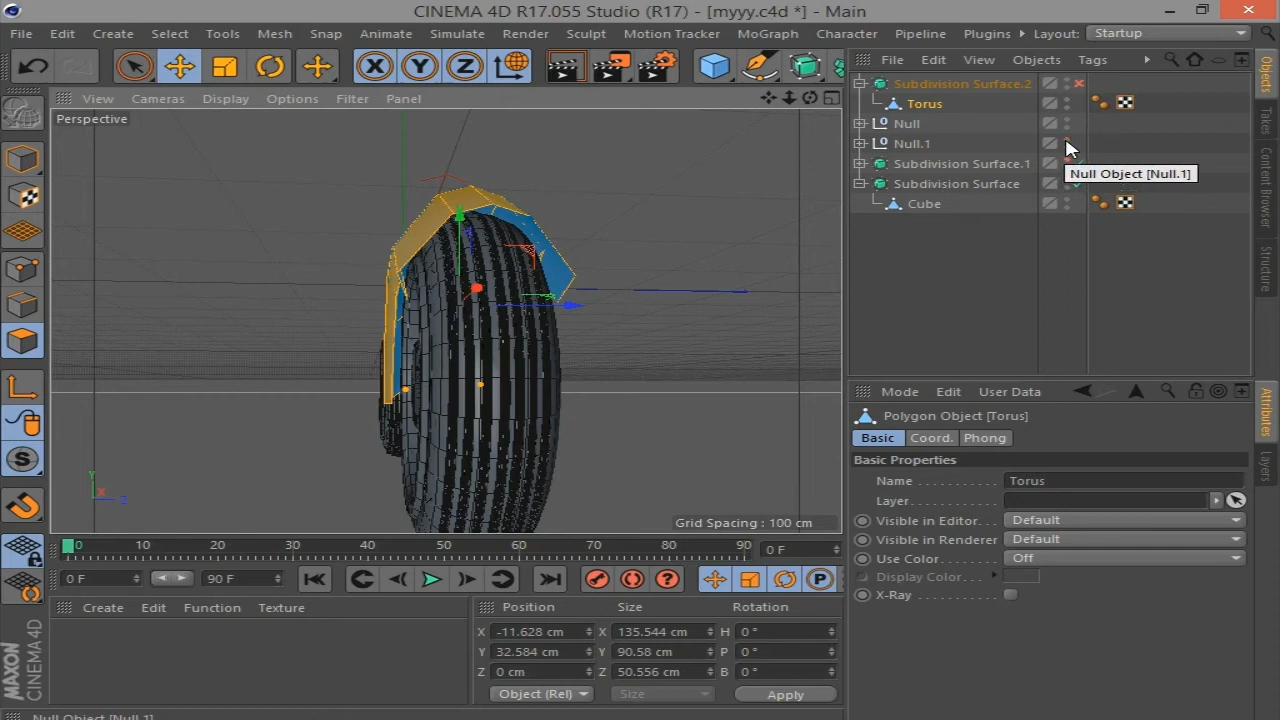 CINEMA 4D R17.055 Studio (R17) - [myyy.c4d *] - Main
File Edit Create Select Tools Mesh Snap Animate Simulate Render Sculpt Motion Tracker MoGraph Character Pipeline Plugins Layout: Startup
File Edit View Objects Tags
View Cameras Display Options Filter Panel
Perspective
Subdivision Surface.2
Torus
Null
Null.1
Subdivision Surface.1
Null Object [Null.1]
Subdivision Surface
Cube
Objects
Takes
Content Browser
Structure
Grid Spacing : 100 cm
Y
X
Z
Mode Edit User Data
Polygon Object [Torus]
Basic Coord. Phong
Basic Properties
Name Torus
Layer
Visible in Editor Default
Visible in Renderer Default
Use Color Off
Display Color
X-Ray
Attributes
Layers
0 10 20 30 40 50 60 70 80 90 0 F
0 F 90 F
Create Edit Function Texture
Position Size Rotation
X -11.628 cm X 135.544 cm H 0 °
Y 32.584 cm Y 90.58 cm P 0 °
Z 0 cm Z 50.556 cm B 0 °
Object (Rel) Size Apply
MAXON CINEMA 4D
Null Object [Null.1]